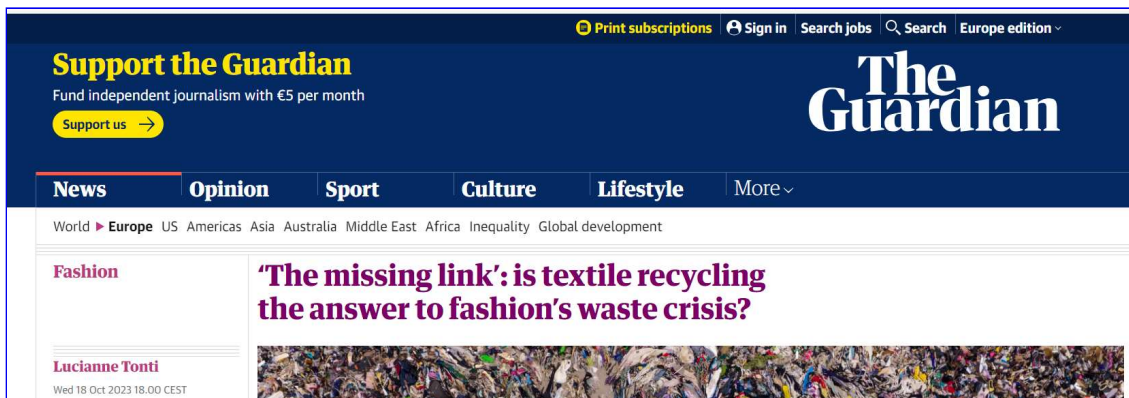 Print subscriptions Sign in Search jobs Search Europe edition
Support the Guardian
Fund independent journalism with €5 per month
Support us
The
Guardian
News Opinion Sport Culture Lifestyle More
World Europe US Americas Asia Australia Middle East Africa Inequality Global development
Fashion
'The missing link': is textile recycling
the answer to fashion's waste crisis?
Lucianne Tonti
Wed 18 Oct 2023 18.00 CEST